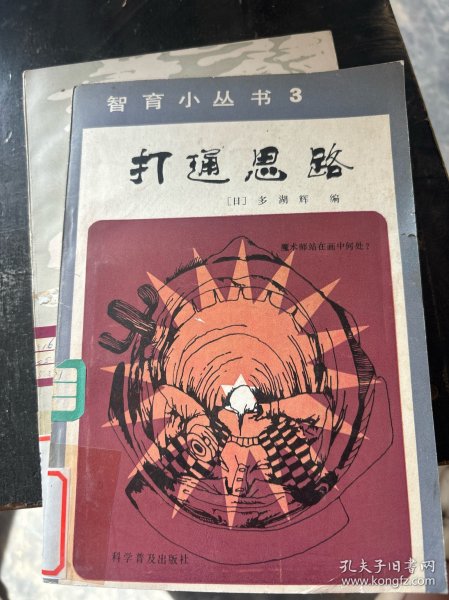 智育小丛书 3
打通思路
［日］多湖辉 编
魔术师站在画中何处？
科学普及出版社
孔夫子旧书网
www.kongfz.com